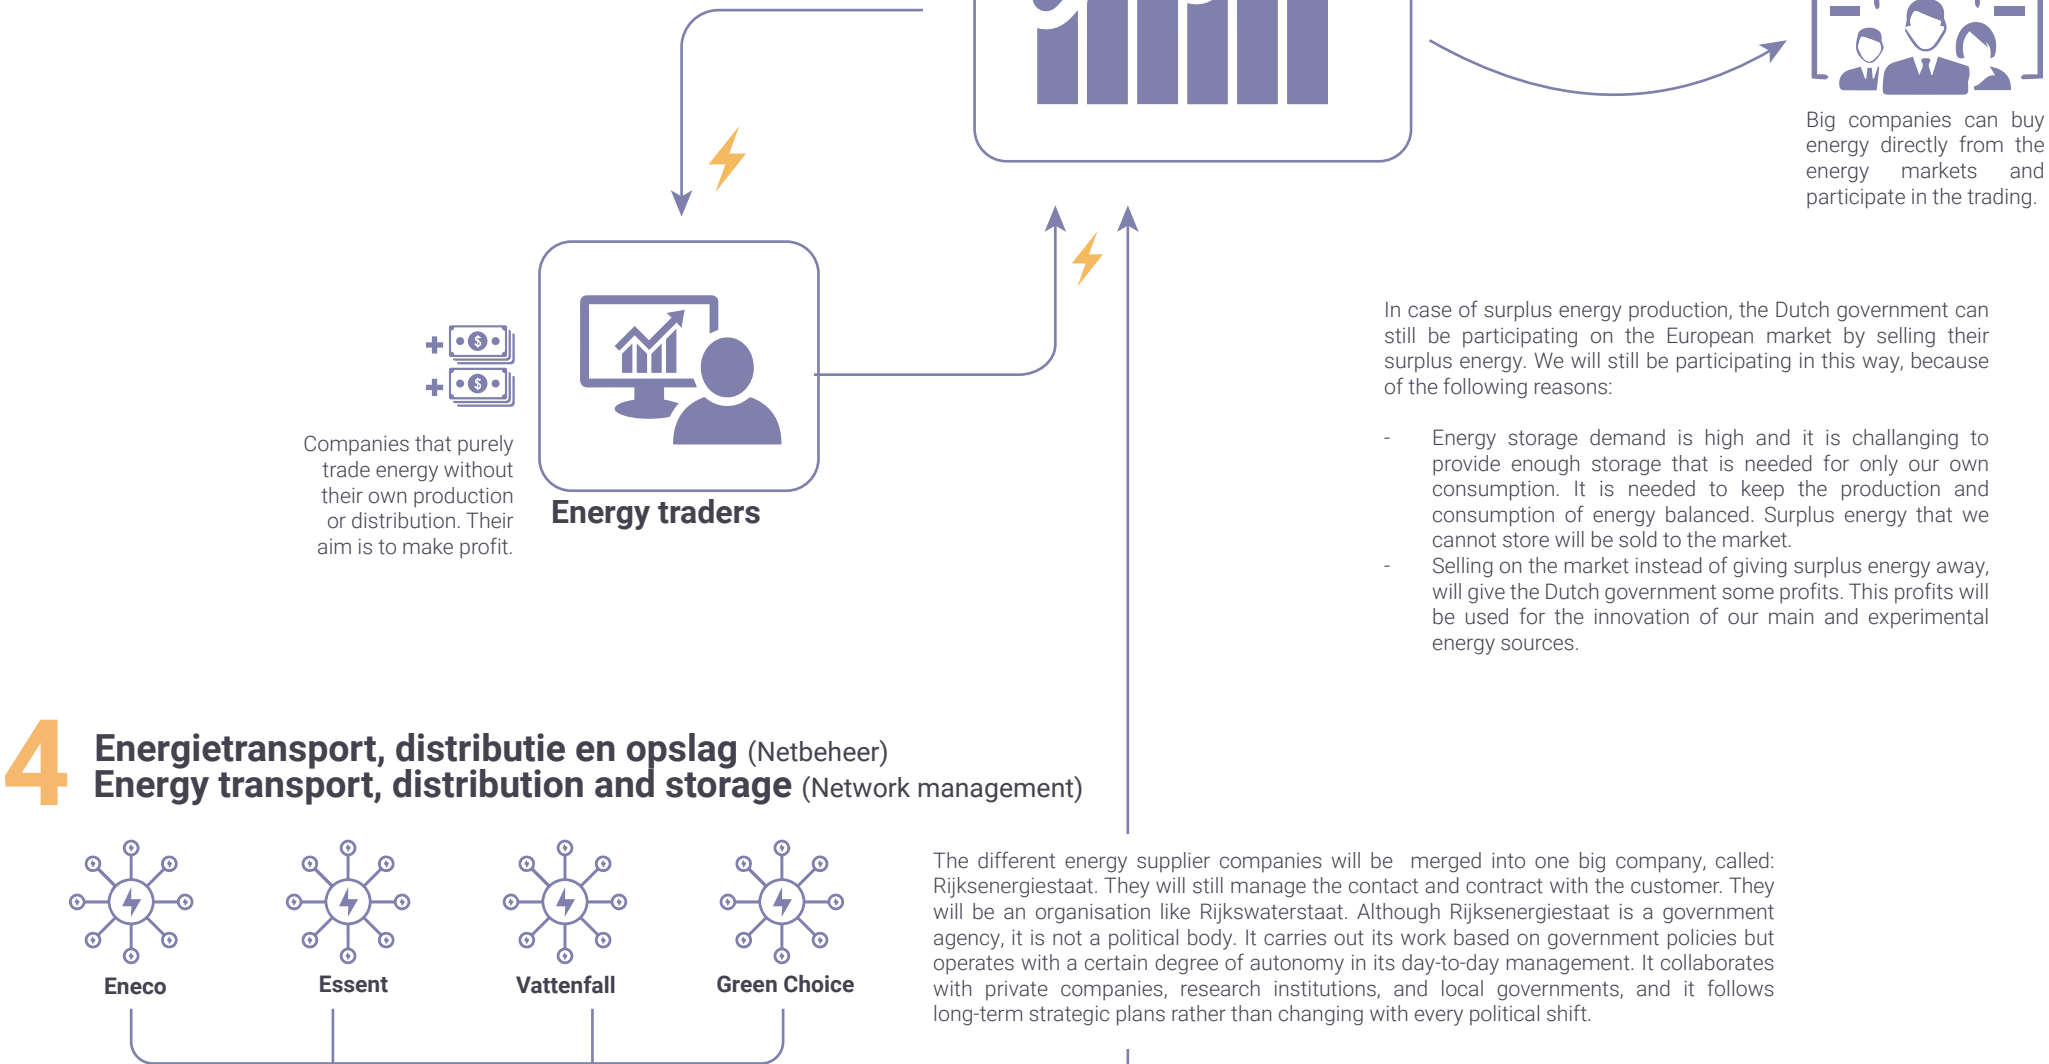 Big companies can buy
energy directly from the
energy markets and
participate in the trading.
Companies that purely
trade energy without
their own production
or distribution. Their
aim is to make profit.
Energy traders
In case of surplus energy production, the Dutch government can
still be participating on the European market by selling their
surplus energy. We will still be participating in this way, because
of the following reasons:
- Energy storage demand is high and it is challanging to
provide enough storage that is needed for only our own
consumption. It is needed to keep the production and
consumption of energy balanced. Surplus energy that we
cannot store will be sold to the market.
- Selling on the market instead of giving surplus energy away,
will give the Dutch government some profits. This profits will
be used for the innovation of our main and experimental
energy sources.
4
Energietransport, distributie en opslag (Netbeheer)
Energy transport, distribution and storage (Network management)
Eneco
Essent
Vattenfall
Green Choice
The different energy supplier companies will be merged into one big company, called:
Rijksenergiestaat. They will still manage the contact and contract with the customer. They
will be an organisation like Rijkswaterstaat. Although Rijksenergiestaat is a government
agency, it is not a political body. It carries out its work based on government policies but
operates with a certain degree of autonomy in its day-to-day management. It collaborates
with private companies, research institutions, and local governments, and it follows
long-term strategic plans rather than changing with every political shift.